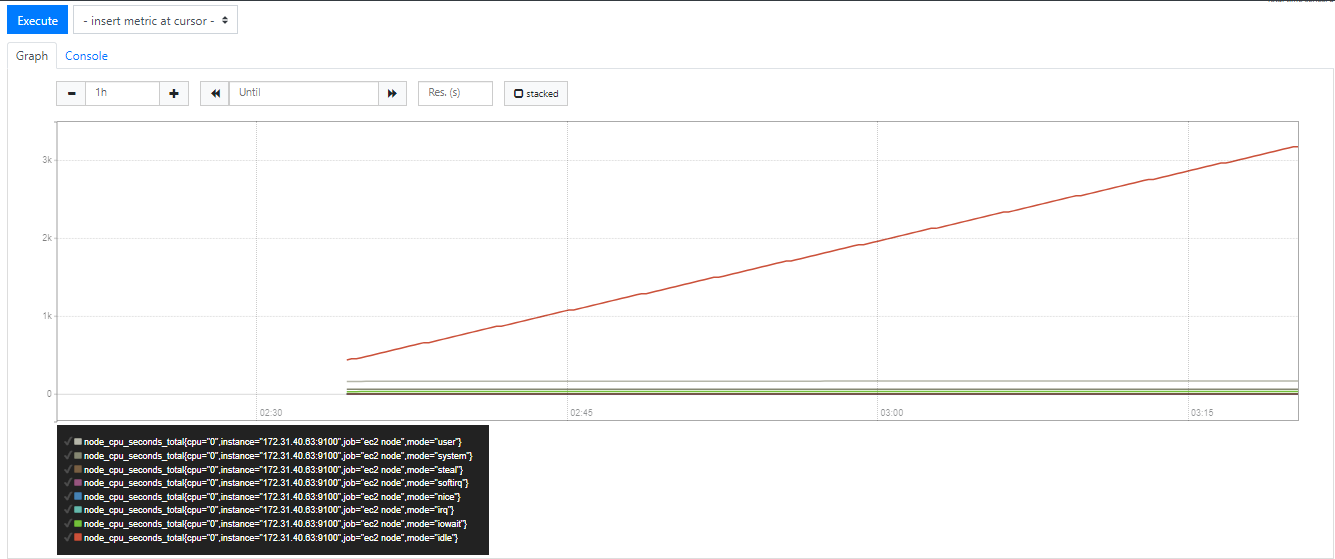 Execute - insert metric at cursor -
Graph Console
1h Until Res. (s) stacked
3k
2k
1k
0
02:30 02:45 03:00 03:15
node_cpu_seconds_total{cpu="0",instance="172.31.40.63:9100",job="ec2 node",mode="user"}
node_cpu_seconds_total{cpu="0",instance="172.31.40.63:9100",job="ec2 node",mode="system"}
node_cpu_seconds_total{cpu="0",instance="172.31.40.63:9100",job="ec2 node",mode="steal"}
node_cpu_seconds_total{cpu="0",instance="172.31.40.63:9100",job="ec2 node",mode="softirq"}
node_cpu_seconds_total{cpu="0",instance="172.31.40.63:9100",job="ec2 node",mode="nice"}
node_cpu_seconds_total{cpu="0",instance="172.31.40.63:9100",job="ec2 node",mode="irq"}
node_cpu_seconds_total{cpu="0",instance="172.31.40.63:9100",job="ec2 node",mode="iowait"}
node_cpu_seconds_total{cpu="0",instance="172.31.40.63:9100",job="ec2 node",mode="idle"}